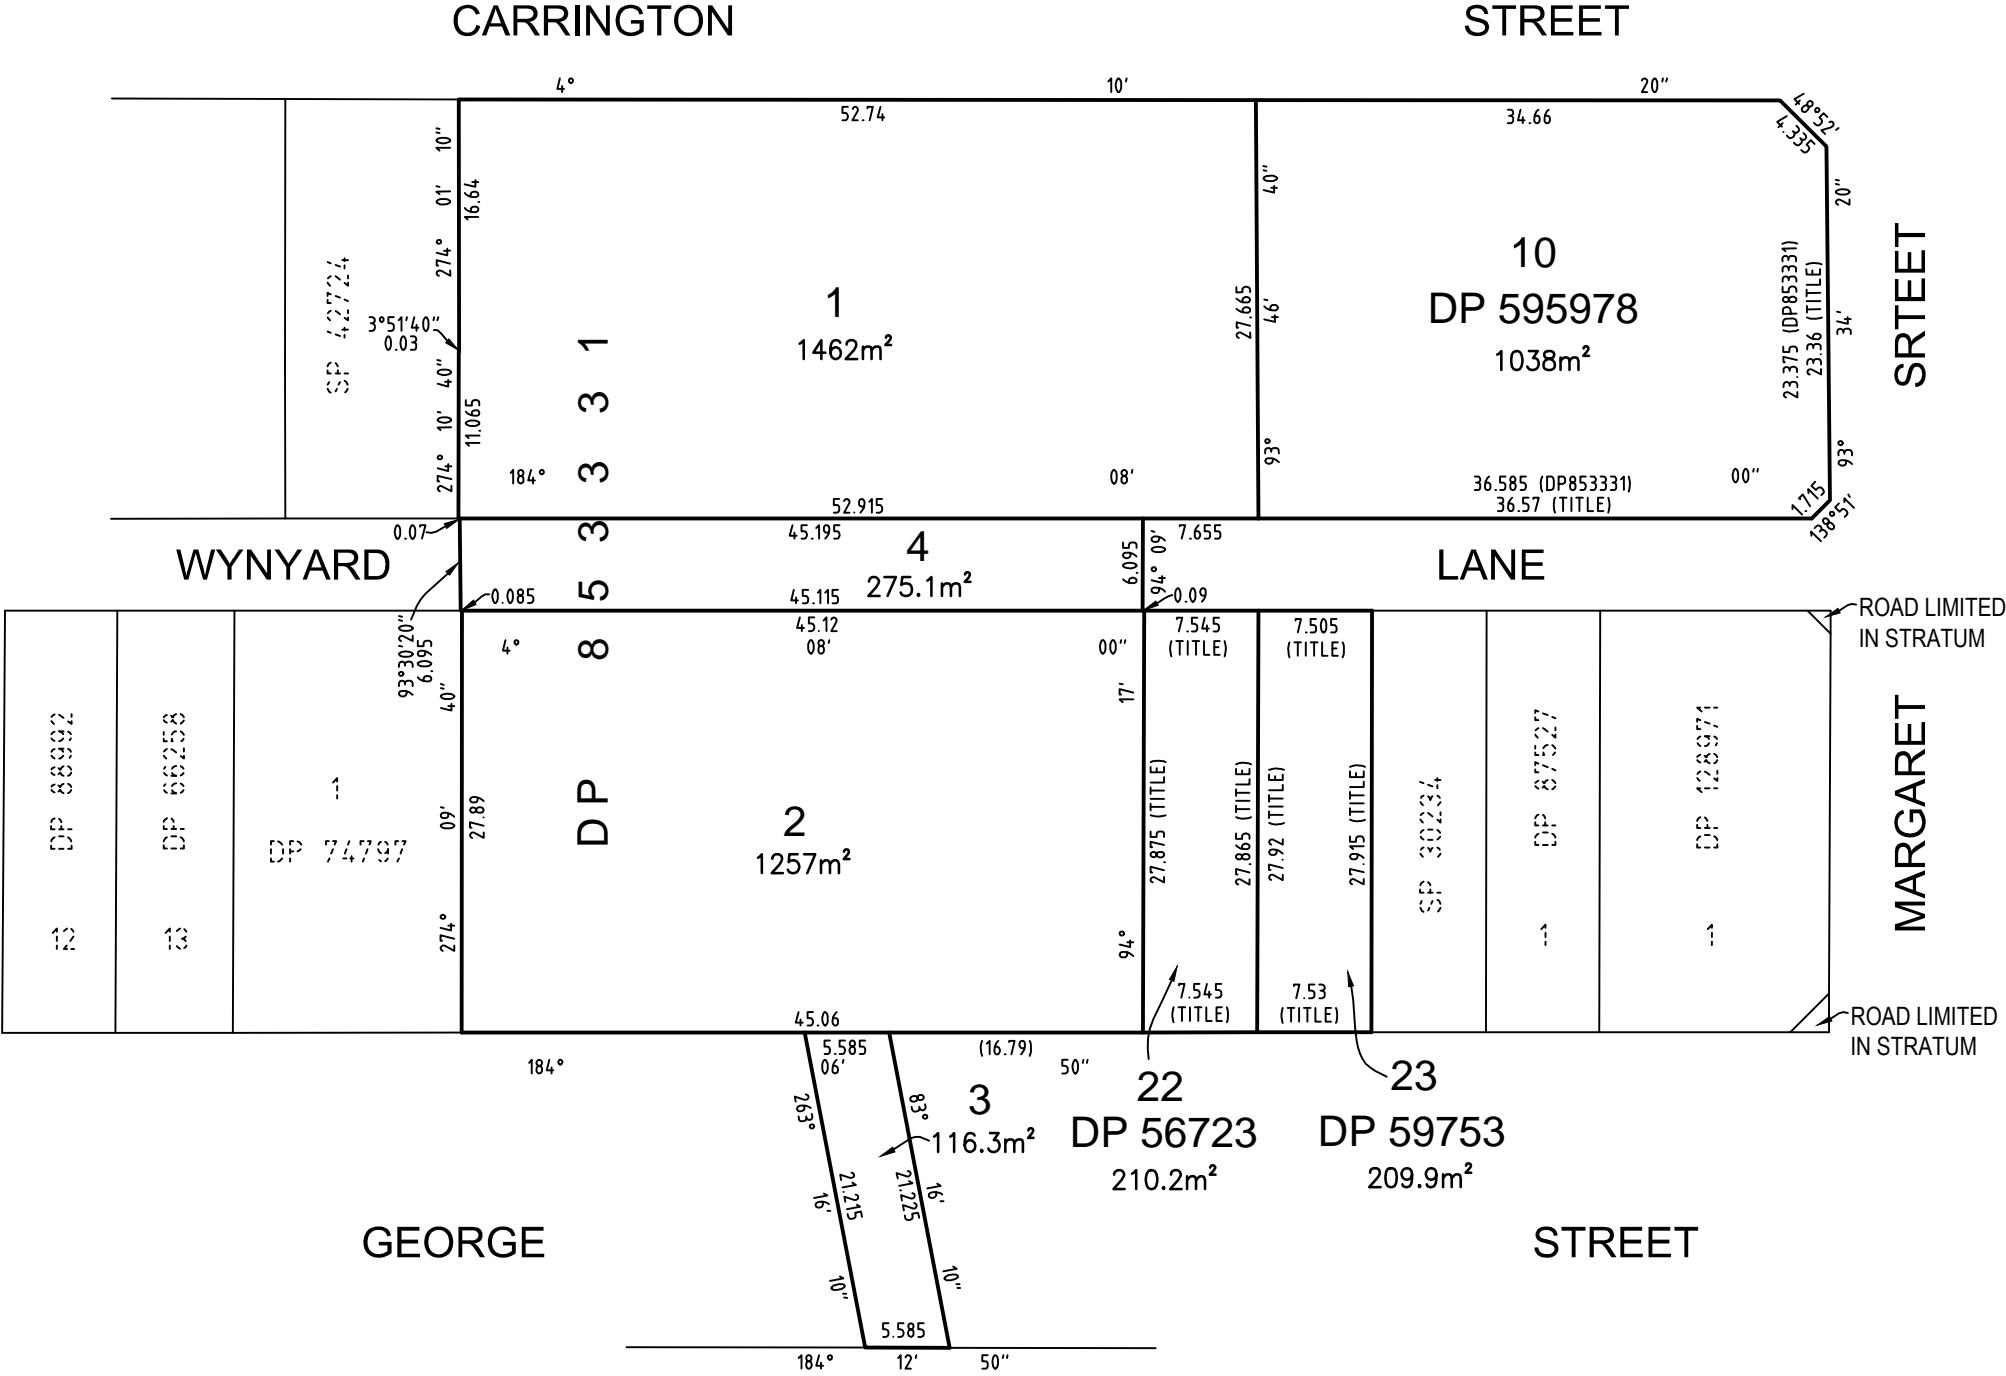 CARRINGTON STREET
4° 10' 20"
52.74 34.66
48°52'
4.335
10"
01'
274°
16.64
SP 42724
3°51'40"
0.03
40"
10'
274°
11.065
1
1462m²
40"
46'
93°
27.665
10
DP 595978
1038m²
20"
34'
93°
23.375 (DP853331)
23.36 (TITLE)
SRTEET
184° 08' 00"
52.915
36.585 (DP853331)
36.57 (TITLE)
1.715
138°51'
DP 853331
WYNYARD LANE
0.07
45.195
7.655
4
275.1m²
6.095
94° 09'
0.085
45.115
0.09
93°30'20"
6.095
ROAD LIMITED
IN STRATUM
45.12
4° 08' 00"
7.545
(TITLE)
7.505
(TITLE)
12 DP 88992
13 DP 66258
1
DP 74797
40"
09'
274°
27.89
2
1257m²
17'
94°
27.875 (TITLE)
27.865 (TITLE)
27.92 (TITLE)
27.915 (TITLE)
SP 30234
1 DP 87527
1 DP 128971
MARGARET
7.545
(TITLE)
7.53
(TITLE)
ROAD LIMITED
IN STRATUM
45.06
5.585
(16.79)
184° 06' 50"
263°
16'
10"
21.215
83°
16'
10"
21.225
3
116.3m²
22
DP 56723
210.2m²
23
DP 59753
209.9m²
GEORGE STREET
5.585
184° 12' 50"